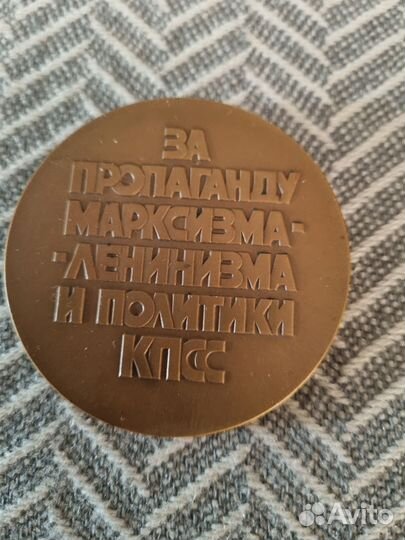 ЗА
ПРОПАГАНДУ
МАРКСИЗМА-
-ЛЕНИНИЗМА
И ПОЛИТИКИ
КПСС
Avito